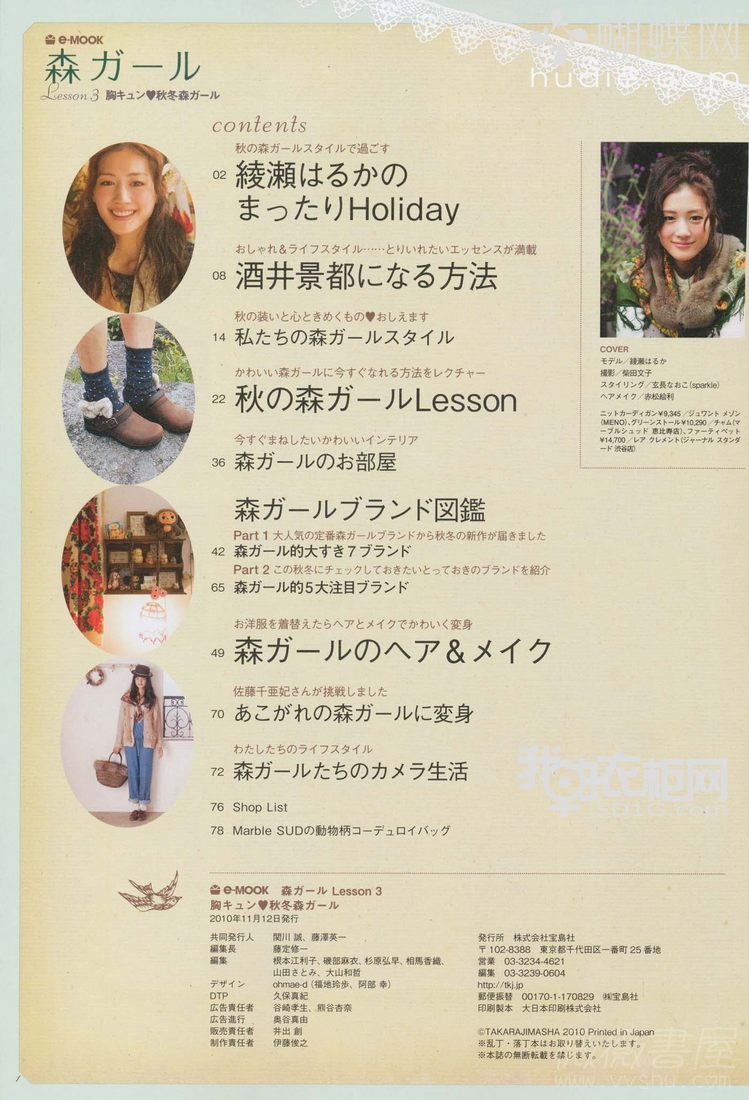 e-MOOK
森ガール
Lesson 3 胸キュン♥秋冬森ガール
蝴蝶网
hudie.com
contents
秋の森ガールスタイルで過ごす
02 綾瀬はるかの
まったりHoliday
おしゃれ&ライフスタイル……とりいれたいエッセンスが満載
08 酒井景都になる方法
秋の装いと心ときめくもの♥おしえます
14 私たちの森ガールスタイル
かわいい森ガールに今すぐなれる方法をレクチャー
22 秋の森ガールLesson
今すぐまねしたいかわいいインテリア
36 森ガールのお部屋
森ガールブランド図鑑
Part 1 大人気の定番森ガールブランドから秋冬の新作が届きました
42 森ガール的大すき7ブランド
Part 2 この秋冬にチェックしておきたいとっておきのブランドを紹介
65 森ガール的5大注目ブランド
お洋服を着替えたらヘアとメイクでかわいく変身
49 森ガールのヘア&メイク
佐藤千亜妃さんが挑戦しました
70 あこがれの森ガールに変身
わたしたちのライフスタイル
72 森ガールたちのカメラ生活
76 Shop List
78 Marble SUDの動物柄コーデュロイバッグ
COVER
モデル/綾瀬はるか
撮影/柴田文子
スタイリング/玄長なおこ(sparkle)
ヘアメイク/赤松絵利
ニットカーディガン¥9,345/ジュワント メゾン
(MENO)、グリーンストール¥10,290/チャム(マ
ーブルシュッド 恵比寿店)、ファーティペット
¥14,700/レア クレメント(ジャーナル スタンダ
ード 渋谷店)
我的衣柜网
SD1G.com
e-MOOK 森ガール Lesson 3
胸キュン♥秋冬森ガール
2010年11月12日発行
共同発行人 関川 誠、藤澤英一
編集長 藤定修一
編集 根本江利子、磯部麻衣、杉原弘早、相馬香織、
山田さとみ、大山和哲
デザイン ohmae-d(福地玲歩、阿部 幸)
DTP 久保真紀
広告責任者 谷崎孝生、熊谷杏奈
広告進行 奥谷真由
販売責任者 井出 創
制作責任者 伊藤俊之
発行所 株式会社宝島社
〒102-8388 東京都千代田区一番町25番地
営業 03-3234-4621
編集 03-3239-0604
http://tkj.jp
郵便振替 00170-1-170829 ㈱宝島社
印刷製本 大日本印刷株式会社
©TAKARAJIMASHA 2010 Printed in Japan
※乱丁・落丁本はお取り替えいたします。
※本誌の無断転載を禁じます。
1